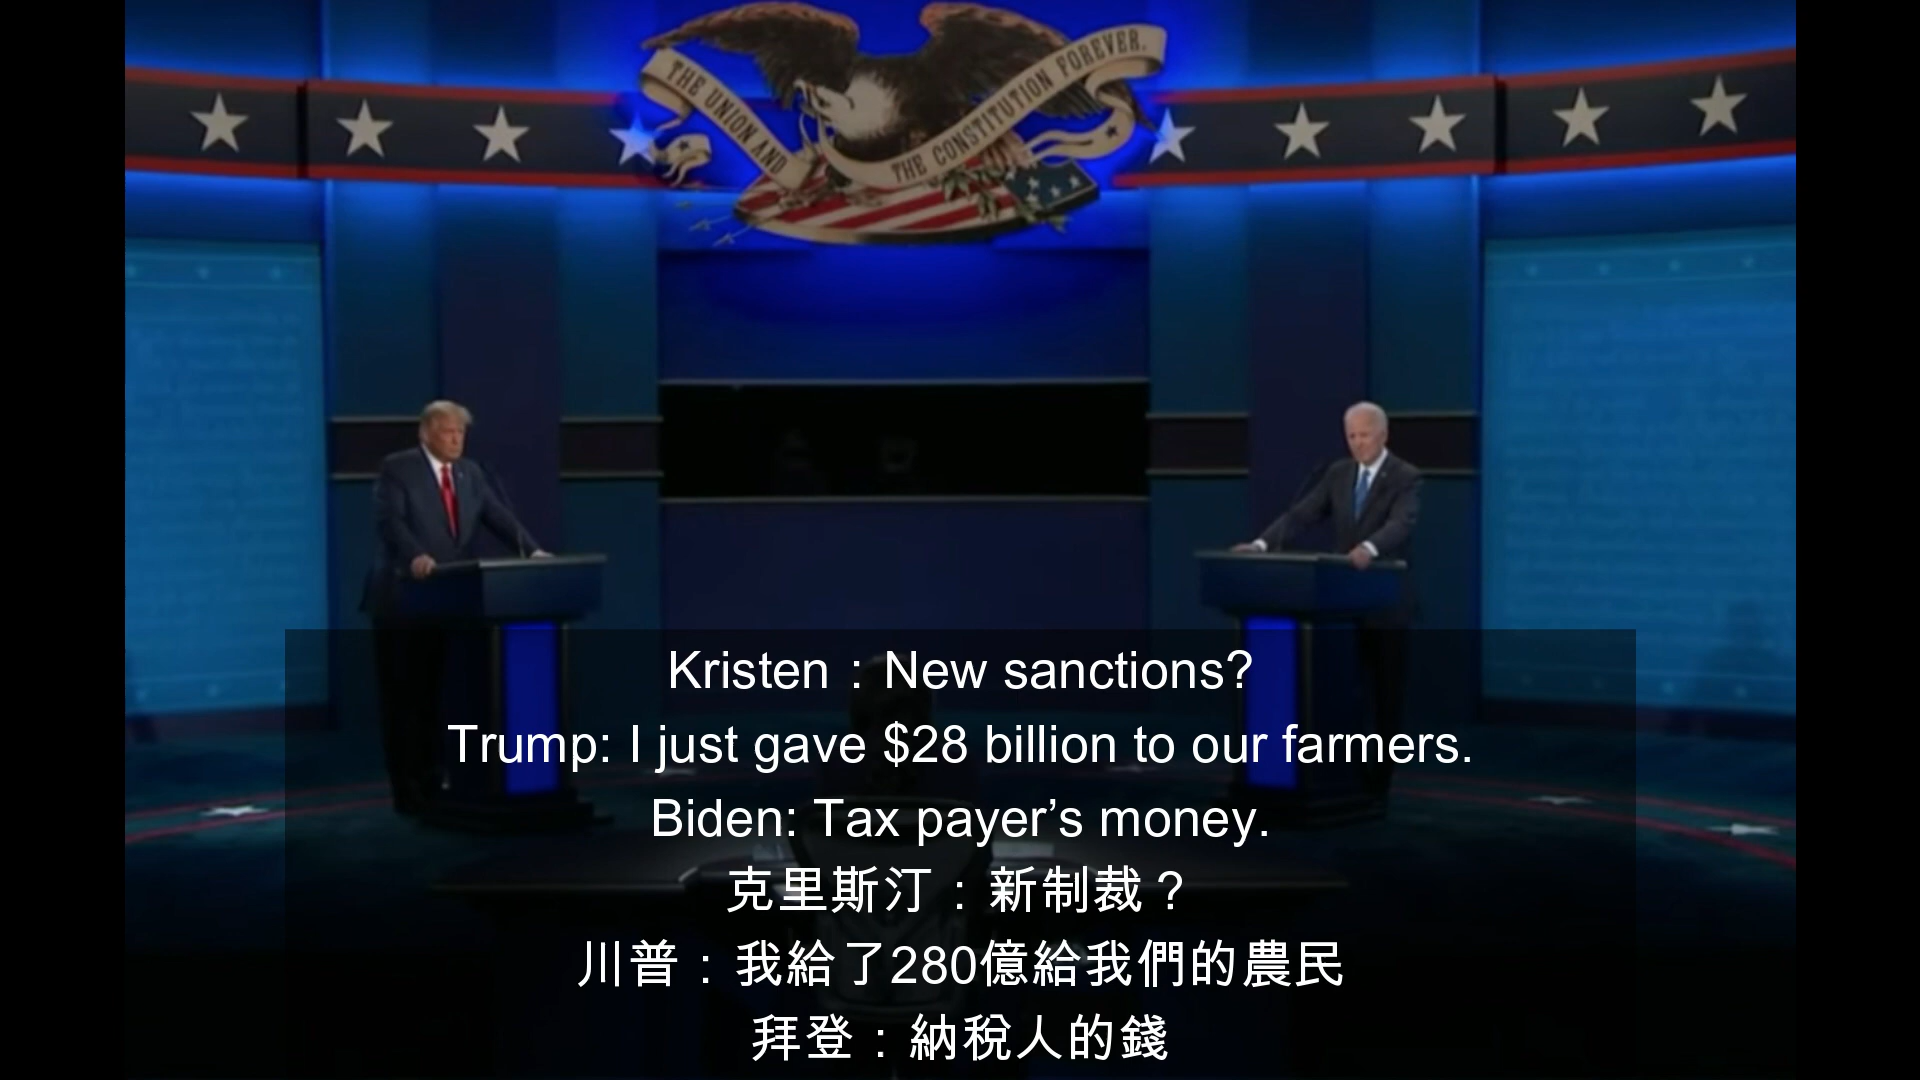 THE UNION AND
THE CONSTITUTION FOREVER.
Kristen：New sanctions?
Trump: I just gave $28 billion to our farmers.
Biden: Tax payer’s money.
克里斯汀：新制裁？
川普：我給了280億給我們的農民
拜登：納稅人的錢